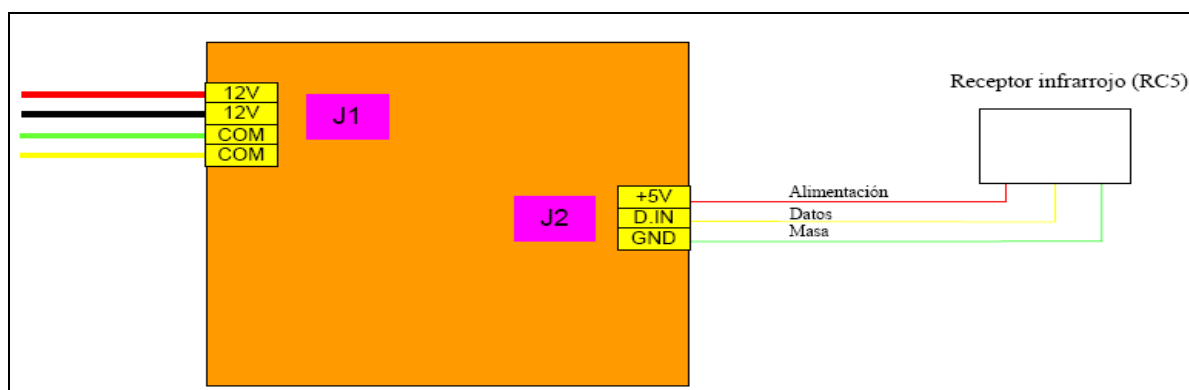 Receptor infrarrojo (RC5)
12V
12V
COM
COM
J1
J2
+5V
D.IN
GND
Alimentación
Datos
Masa